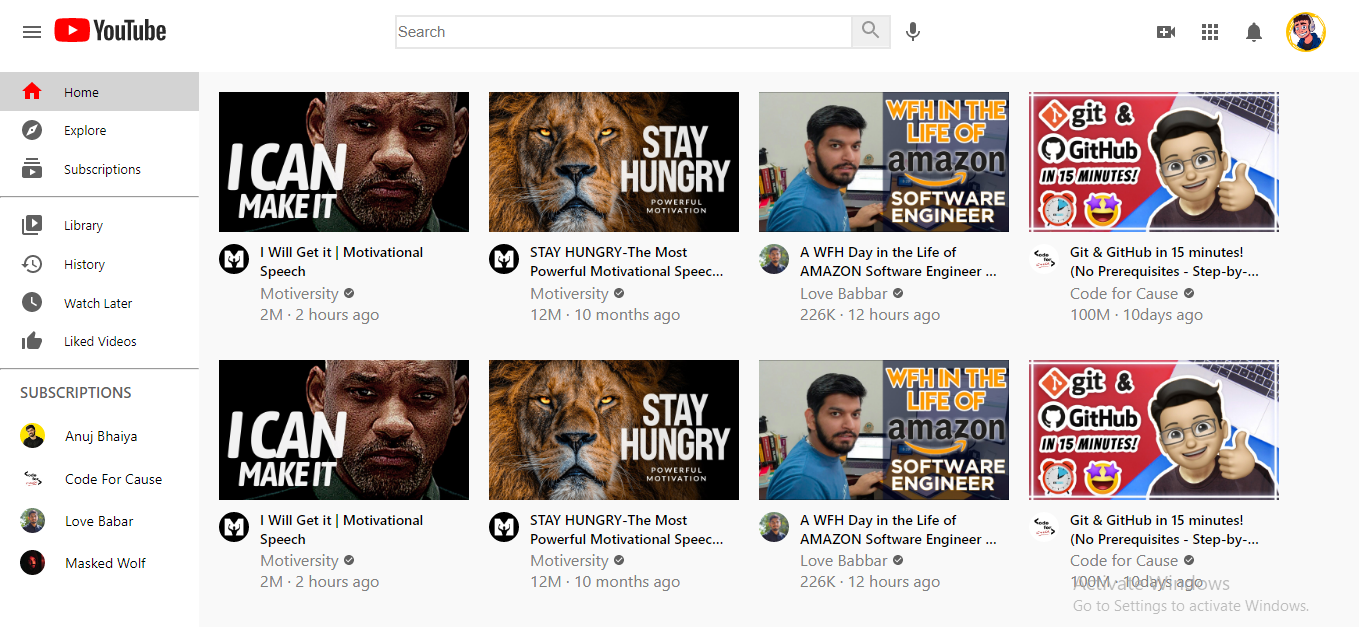 YouTube
Search
Home
Explore
Subscriptions
Library
History
Watch Later
Liked Videos
SUBSCRIPTIONS
Anuj Bhaiya
Code For Cause
Love Babar
Masked Wolf
I CAN
MAKE IT
I Will Get it | Motivational
Speech
Motiversity
2M · 2 hours ago
STAY
HUNGRY
POWERFUL
MOTIVATION
STAY HUNGRY-The Most
Powerful Motivational Speec...
Motiversity
12M · 10 months ago
WFH IN THE
LIFE OF
amazon
SOFTWARE
ENGINEER
A WFH Day in the Life of
AMAZON Software Engineer ...
Love Babbar
226K · 12 hours ago
git &
GitHub
IN 15 MINUTES!
Code for
Git & GitHub in 15 minutes!
(No Prerequisites - Step-by-...
Code for Cause
100M · 10days ago
I CAN
MAKE IT
I Will Get it | Motivational
Speech
Motiversity
2M · 2 hours ago
STAY
HUNGRY
POWERFUL
MOTIVATION
STAY HUNGRY-The Most
Powerful Motivational Speec...
Motiversity
12M · 10 months ago
WFH IN THE
LIFE OF
amazon
SOFTWARE
ENGINEER
A WFH Day in the Life of
AMAZON Software Engineer ...
Love Babbar
226K · 12 hours ago
git &
GitHub
IN 15 MINUTES!
Code for
Git & GitHub in 15 minutes!
(No Prerequisites - Step-by-...
Code for Cause
100M · 10days ago
Activate Windows
Go to Settings to activate Windows.